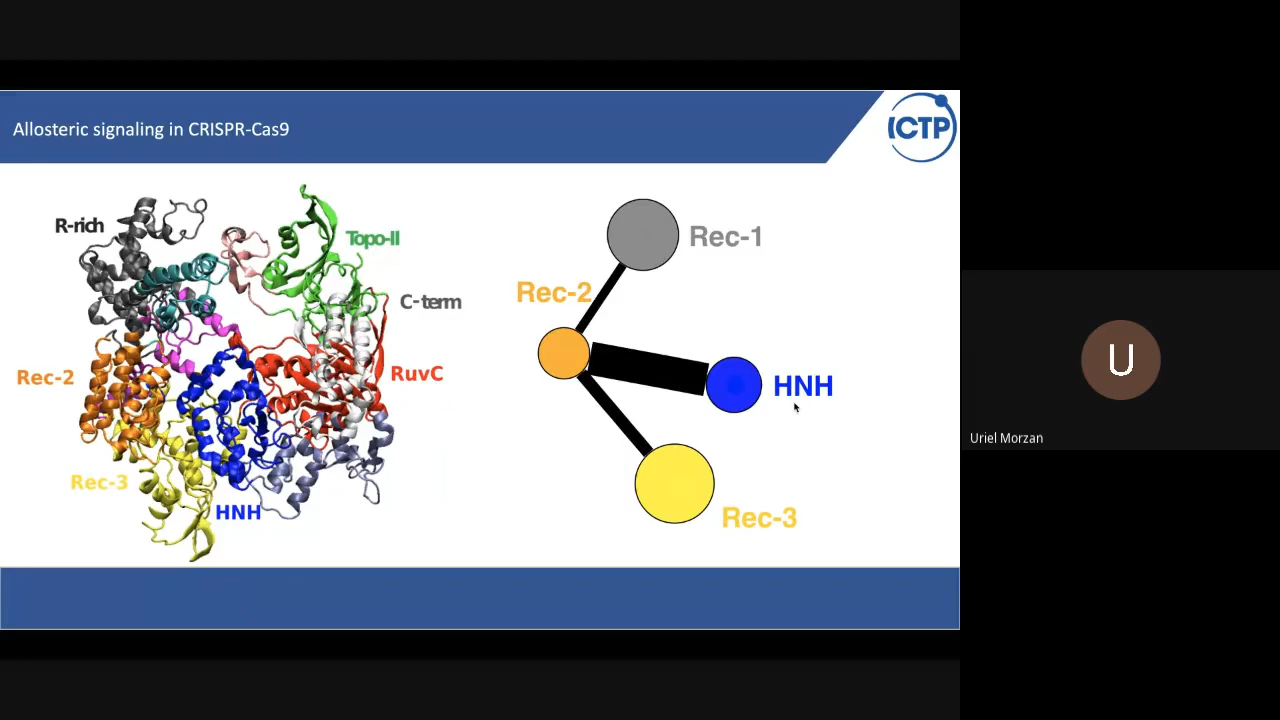 Allosteric signaling in CRISPR-Cas9
ICTP
R-rich
Topo-II
C-term
Rec-2
RuvC
Rec-3
HNH
Rec-1
Rec-2
HNH
Rec-3
U
Uriel Morzan